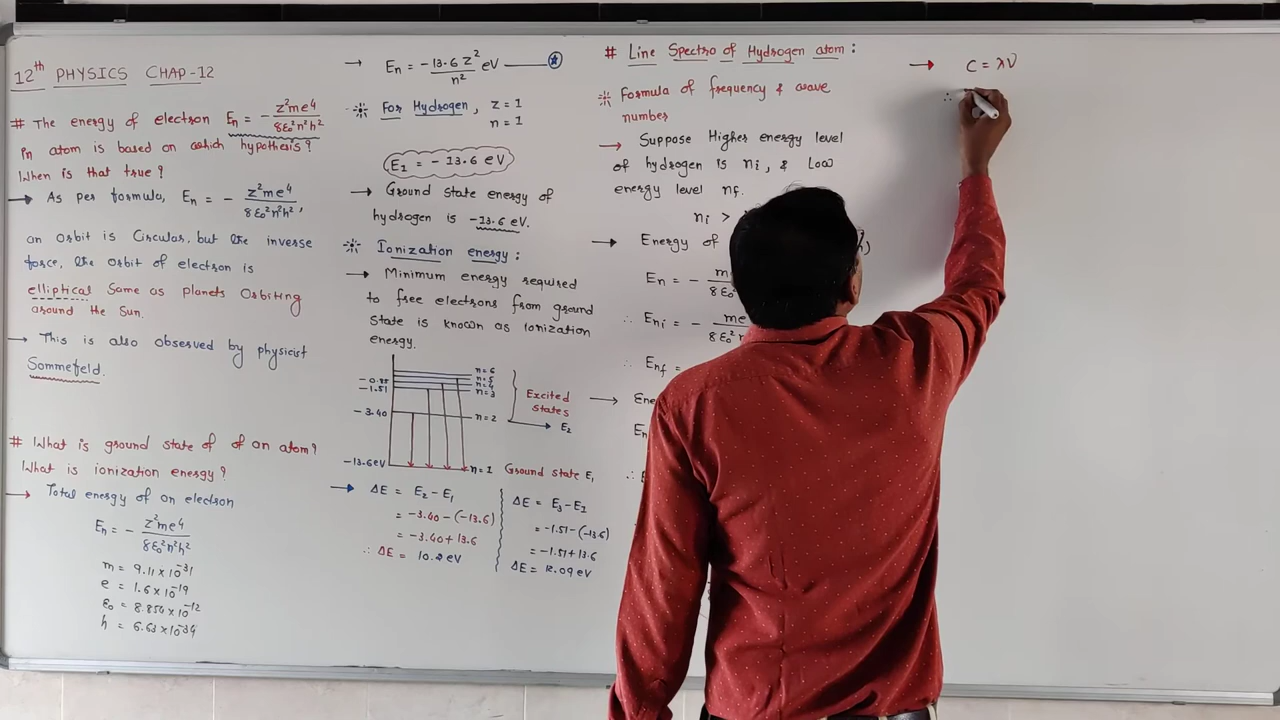 12th PHYSICS CHAP-12
# The energy of electron En = - z²me⁴ / 8ε₀²n²h²
in atom is based on which hypothesis?
When is that true?
→ As per formula, En = - z²me⁴ / 8ε₀²n²h²,
an orbit is Circular, but the inverse
force, the orbit of electron is
elliptical Same as planets Orbiting
around the Sun.
→ This is also observed by physicist
Sommefeld.
# What is ground state of of an atom?
What is ionization energy?
→ Total energy of an electron
En = - z²me⁴ / 8ε₀²n²h²
m = 9.11 × 10⁻³¹
e = 1.6 × 10⁻¹⁹
ε₀ = 8.854 × 10⁻¹²
h = 6.63 × 10⁻³⁴
→ En = -13.6 z² / n² eV
For Hydrogen, z = 1
n = 1
E1 = - 13.6 eV
→ Ground state energy of
hydrogen is -13.6 eV.
Ionization energy :
→ Minimum energy required
to free electrons from ground
state is known as ionization
energy.
n=6
n=5
n=4
n=3
-0.85
-1.51
-3.40
n=2
Excited
States
E2
-13.6eV
n=1 Ground state E1
→ ΔE = E2 - E1
= -3.40 - (-13.6)
= -3.40 + 13.6
∴ ΔE = 10.2 eV
ΔE = E3 - E1
= -1.51 - (-13.6)
= -1.51 + 13.6
ΔE = 12.09 eV
# Line Spectro of Hydrogen atom :
Formula of frequency & wave
number
→ Suppose Higher energy level
of hydrogen is ni, & Low
energy level nf.
ni >
→ Energy of
En = - m
8ε₀²
∴ Eni = - me
8ε₀²n
∴ Enf =
→
→ c = λν
∴